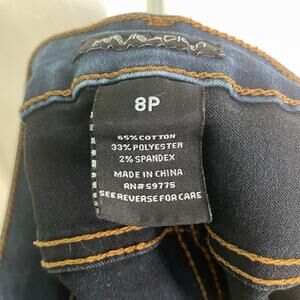 8P
65% COTTON
33% POLYESTER
2% SPANDEX
MADE IN CHINA
RN# 59775
SEE REVERSE FOR CARE